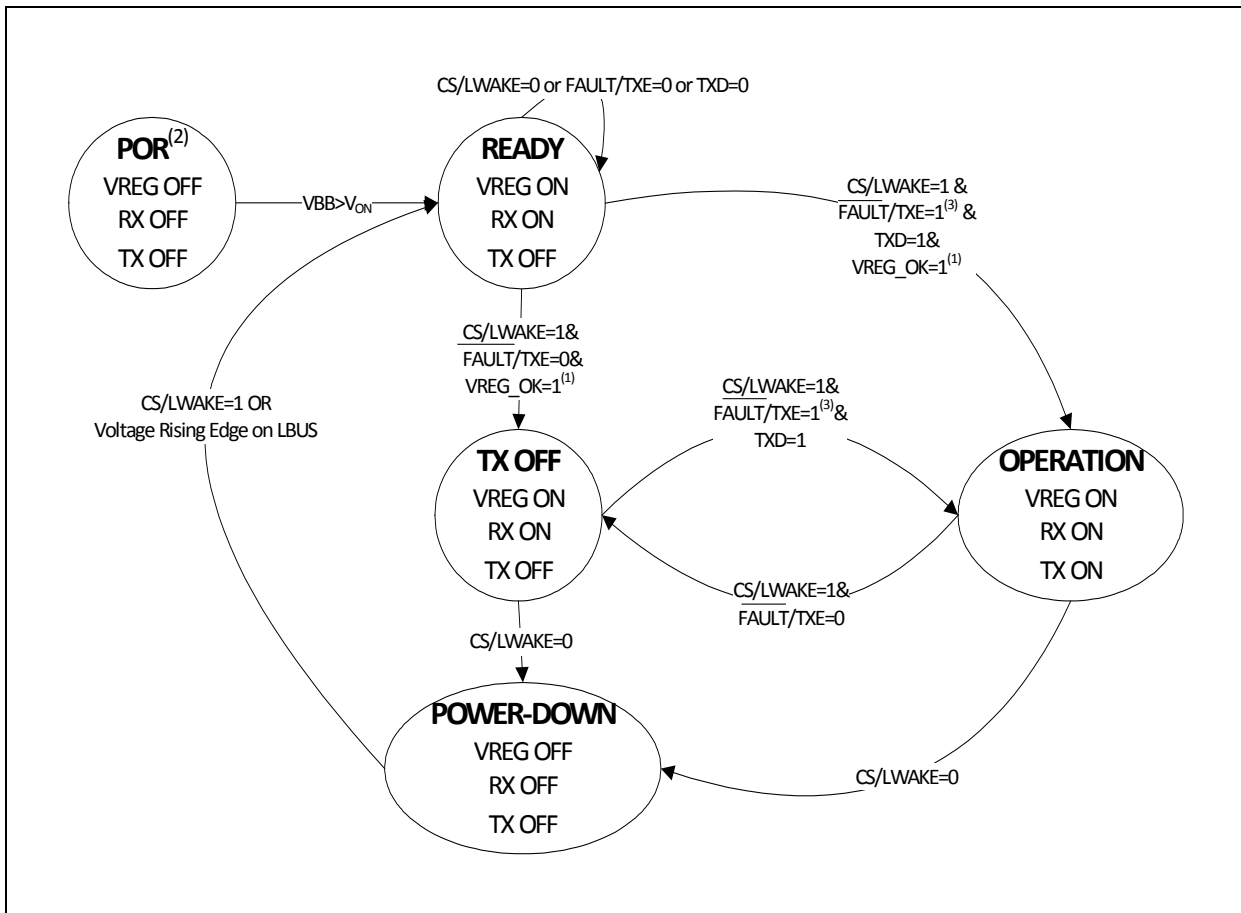 CS/LWAKE=0 or FAULT/TXE=0 or TXD=0
POR(2)
VREG OFF
RX OFF
TX OFF
VBB>VON
READY
VREG ON
RX ON
TX OFF
CS/LWAKE=1 &
FAULT/TXE=1(3) &
TXD=1&
VREG_OK=1(1)
CS/LWAKE=1&
FAULT/TXE=0&
VREG_OK=1(1)
CS/LWAKE=1 OR
Voltage Rising Edge on LBUS
CS/LWAKE=1&
FAULT/TXE=1(3)&
TXD=1
TX OFF
VREG ON
RX ON
TX OFF
OPERATION
VREG ON
RX ON
TX ON
CS/LWAKE=1&
FAULT/TXE=0
CS/LWAKE=0
POWER-DOWN
VREG OFF
RX OFF
TX OFF
CS/LWAKE=0